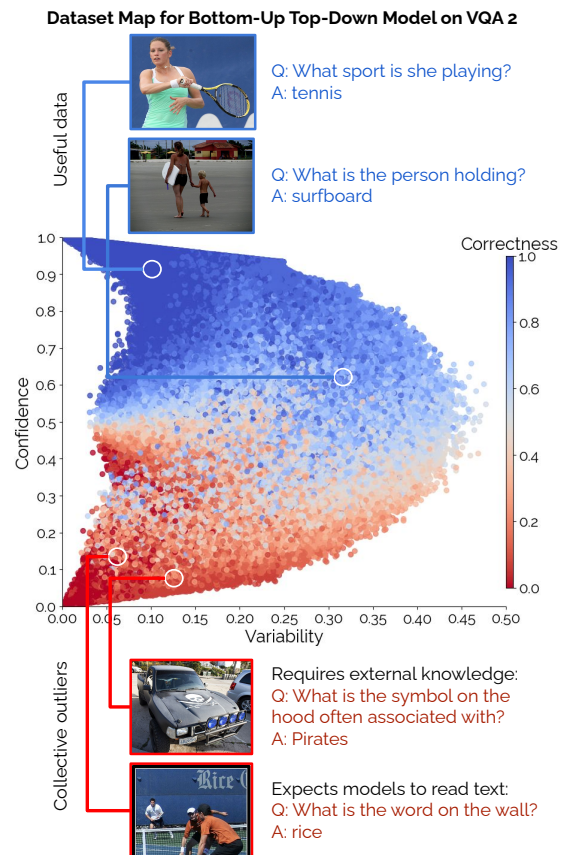 Dataset Map for Bottom-Up Top-Down Model on VQA 2
Useful data
Q: What sport is she playing?
A: tennis
Q: What is the person holding?
A: surfboard
Correctness
1.0
0.8
0.6
0.4
0.2
0.0
Confidence
1.0
0.9
0.8
0.7
0.6
0.5
0.4
0.3
0.2
0.1
0.0
0.00 0.05 0.10 0.15 0.20 0.25 0.30 0.35 0.40 0.45 0.50
Variability
Collective outliers
Requires external knowledge:
Q: What is the symbol on the
hood often associated with?
A: Pirates
Rice
Expects models to read text:
Q: What is the word on the wall?
A: rice